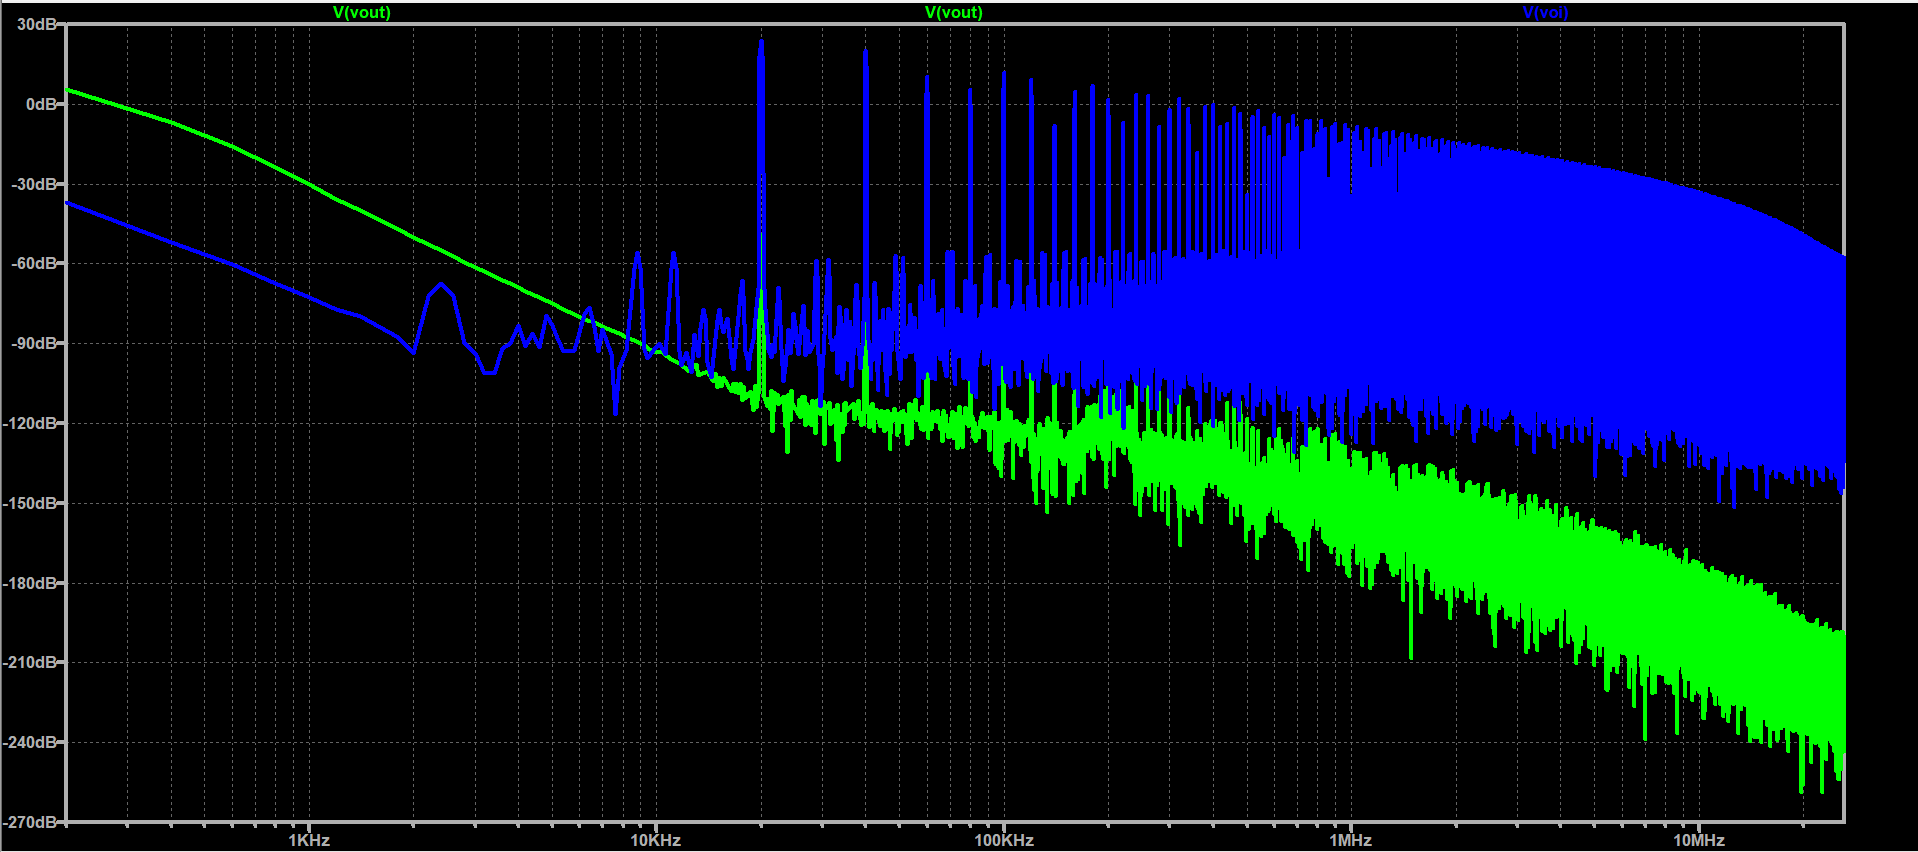 V(vout) V(vout) V(voi)
30dB
0dB
-30dB
-60dB
-90dB
-120dB
-150dB
-180dB
-210dB
-240dB
-270dB
1KHz 10KHz 100KHz 1MHz 10MHz